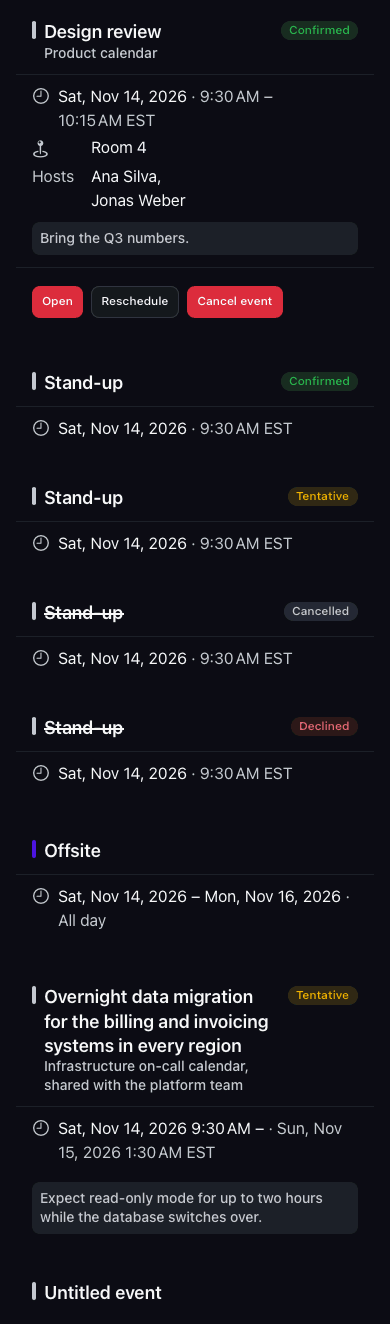 Design review
Confirmed
Product calendar
Sat, Nov 14, 2026 · 9:30 AM –
10:15 AM EST
Room 4
Hosts
Ana Silva,
Jonas Weber
Bring the Q3 numbers.
Open
Reschedule
Cancel event
Stand-up
Confirmed
Sat, Nov 14, 2026 · 9:30 AM EST
Stand-up
Tentative
Sat, Nov 14, 2026 · 9:30 AM EST
Stand-up
Cancelled
Sat, Nov 14, 2026 · 9:30 AM EST
Stand-up
Declined
Sat, Nov 14, 2026 · 9:30 AM EST
Offsite
Sat, Nov 14, 2026 – Mon, Nov 16, 2026 ·
All day
Overnight data migration
for the billing and invoicing
systems in every region
Tentative
Infrastructure on-call calendar,
shared with the platform team
Sat, Nov 14, 2026 9:30 AM – · Sun, Nov
15, 2026 1:30 AM EST
Expect read-only mode for up to two hours
while the database switches over.
Untitled event